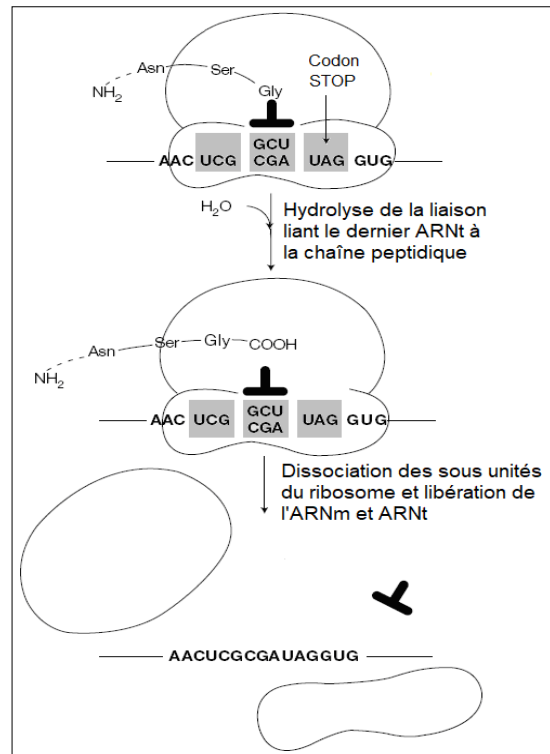 Asn
Ser
Gly
NH2
Codon
STOP
GCU
AAC UCG CGA UAG GUG
H2O
Hydrolyse de la liaison
liant le dernier ARNt à
la chaîne peptidique
Asn
Ser
Gly
COOH
NH2
GCU
AAC UCG CGA UAG GUG
Dissociation des sous unités
du ribosome et libération de
l'ARNm et ARNt
AACUCGCGAUAGGUG